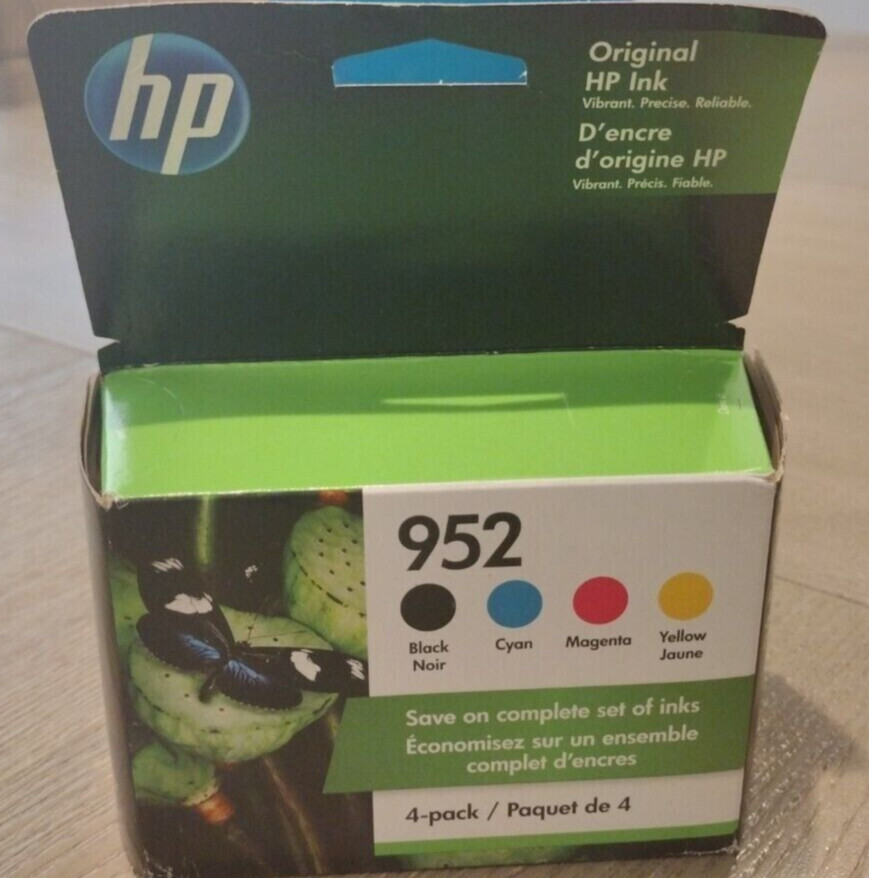 hp
Original
HP Ink
Vibrant. Precise. Reliable.
D'encre
d'origine HP
Vibrant. Précis. Fiable.
952
Black
Noir
Cyan
Magenta
Yellow
Jaune
Save on complete set of inks
Économisez sur un ensemble
complet d'encres
4-pack / Paquet de 4